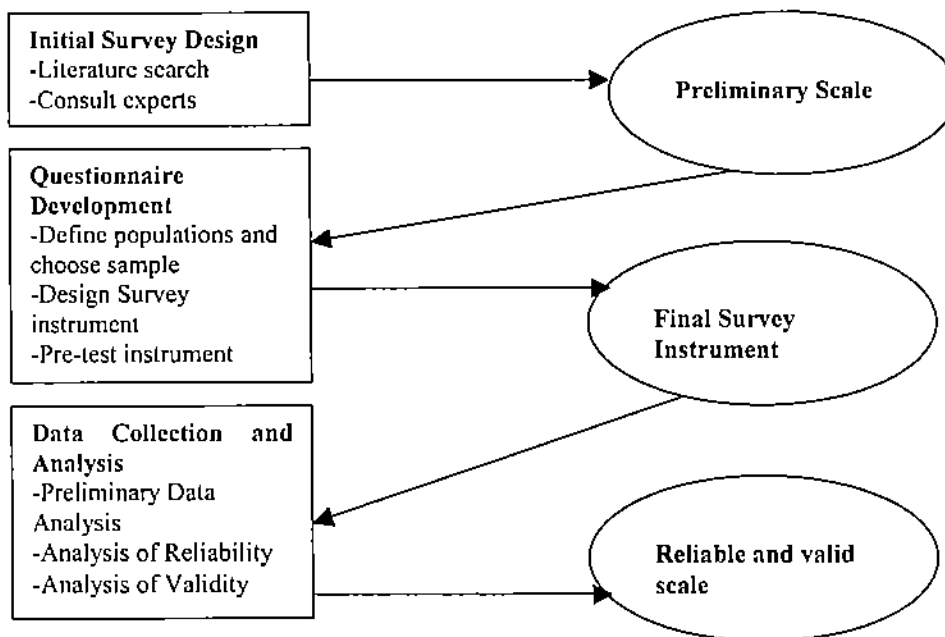 Initial Survey Design
-Literature search
-Consult experts
Preliminary Scale
Questionnaire
Development
-Define populations and
choose sample
-Design Survey
instrument
-Pre-test instrument
Final Survey
Instrument
Data Collection and
Analysis
-Preliminary Data
Analysis
-Analysis of Reliability
-Analysis of Validity
Reliable and valid
scale